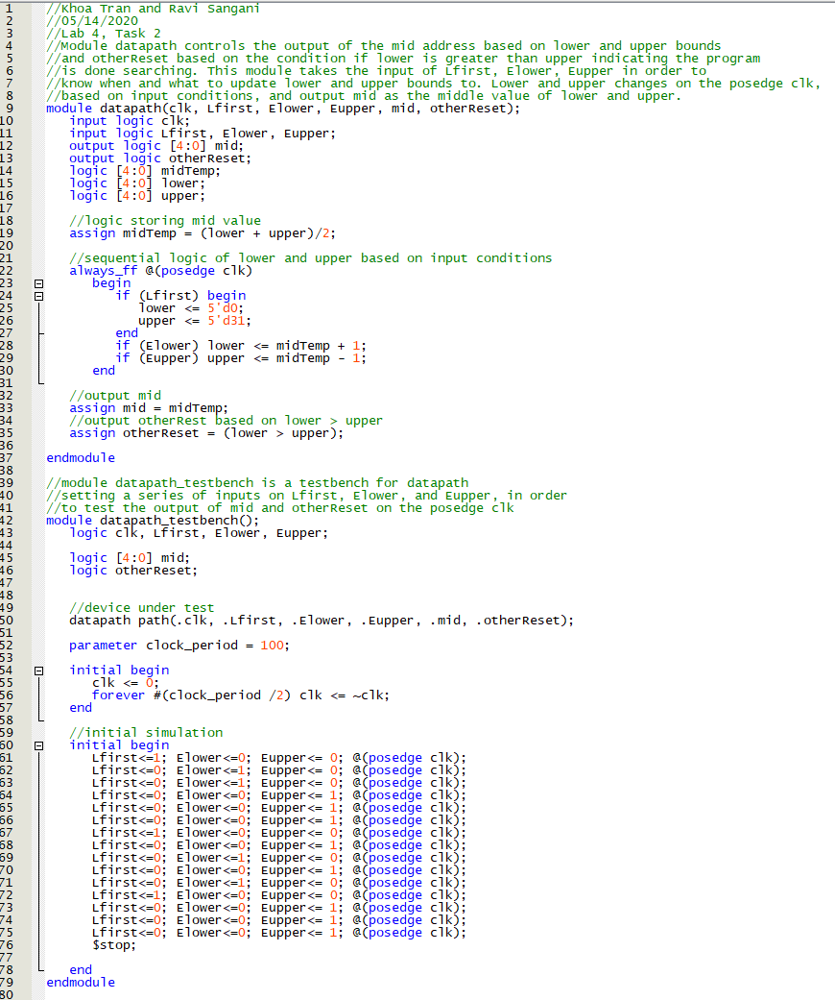 1 //Khoa Tran and Ravi Sangani
2 //05/14/2020
3 //Lab 4, Task 2
4 //Module datapath controls the output of the mid address based on lower and upper bounds
5 //and otherReset based on the condition if lower is greater than upper indicating the program
6 //is done searching. This module takes the input of Lfirst, Elower, Eupper in order to
7 //know when and what to update lower and upper bounds to. Lower and upper changes on the posedge clk,
8 //based on input conditions, and output mid as the middle value of lower and upper.
9 module datapath(clk, Lfirst, Elower, Eupper, mid, otherReset);
10 input logic clk;
11 input logic Lfirst, Elower, Eupper;
12 output logic [4:0] mid;
13 output logic otherReset;
14 logic [4:0] midTemp;
15 logic [4:0] lower;
16 logic [4:0] upper;
17
18 //logic storing mid value
19 assign midTemp = (lower + upper)/2;
20
21 //sequential logic of lower and upper based on input conditions
22 always_ff @(posedge clk)
23 begin
24 if (Lfirst) begin
25 lower <= 5'd0;
26 upper <= 5'd31;
27 end
28 if (Elower) lower <= midTemp + 1;
29 if (Eupper) upper <= midTemp - 1;
30 end
31
32 //output mid
33 assign mid = midTemp;
34 //output otherRest based on lower > upper
35 assign otherReset = (lower > upper);
36
37 endmodule
38
39 //module datapath_testbench is a testbench for datapath
40 //setting a series of inputs on Lfirst, Elower, and Eupper, in order
41 //to test the output of mid and otherReset on the posedge clk
42 module datapath_testbench();
43 logic clk, Lfirst, Elower, Eupper;
44
45 logic [4:0] mid;
46 logic otherReset;
47
48
49 //device under test
50 datapath path(.clk, .Lfirst, .Elower, .Eupper, .mid, .otherReset);
51
52 parameter clock_period = 100;
53
54 initial begin
55 clk <= 0;
56 forever #(clock_period /2) clk <= ~clk;
57 end
58
59 //initial simulation
60 initial begin
61 Lfirst<=1; Elower<=0; Eupper<= 0; @(posedge clk);
62 Lfirst<=0; Elower<=1; Eupper<= 0; @(posedge clk);
63 Lfirst<=0; Elower<=1; Eupper<= 0; @(posedge clk);
64 Lfirst<=0; Elower<=0; Eupper<= 1; @(posedge clk);
65 Lfirst<=0; Elower<=0; Eupper<= 1; @(posedge clk);
66 Lfirst<=0; Elower<=0; Eupper<= 1; @(posedge clk);
67 Lfirst<=1; Elower<=0; Eupper<= 0; @(posedge clk);
68 Lfirst<=0; Elower<=0; Eupper<= 1; @(posedge clk);
69 Lfirst<=0; Elower<=1; Eupper<= 0; @(posedge clk);
70 Lfirst<=0; Elower<=0; Eupper<= 1; @(posedge clk);
71 Lfirst<=0; Elower<=1; Eupper<= 0; @(posedge clk);
72 Lfirst<=1; Elower<=0; Eupper<= 0; @(posedge clk);
73 Lfirst<=0; Elower<=0; Eupper<= 1; @(posedge clk);
74 Lfirst<=0; Elower<=0; Eupper<= 1; @(posedge clk);
75 Lfirst<=0; Elower<=0; Eupper<= 1; @(posedge clk);
76 $stop;
77
78 end
79 endmodule
80